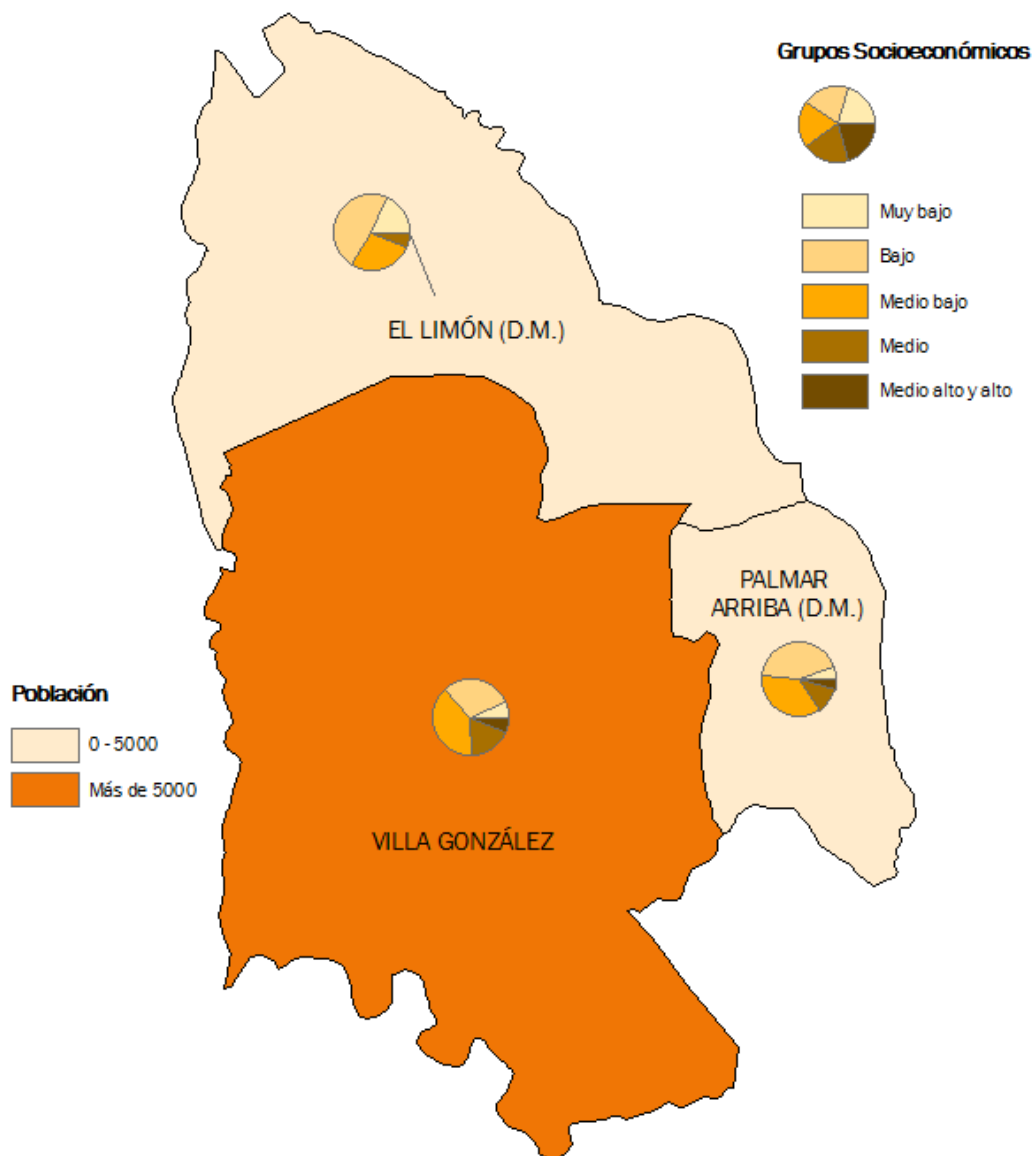 Grupos Socioeconómicos
Muy bajo
Bajo
Medio bajo
Medio
Medio alto y alto
EL LIMÓN (D.M.)
PALMAR
ARRIBA (D.M.)
Población
0 - 5000
Más de 5000
VILLA GONZÁLEZ